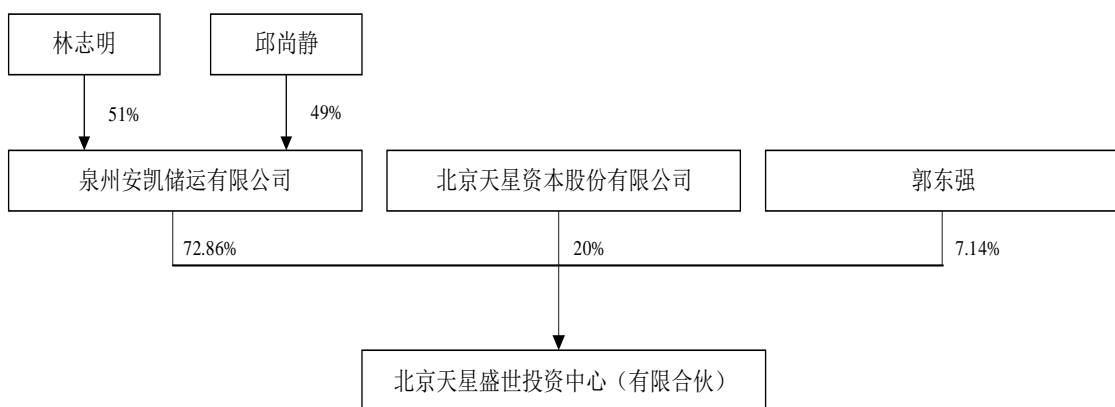 林志明
邱尚静
51%
49%
泉州安凯储运有限公司
北京天星资本股份有限公司
郭东强
72.86%
20%
7.14%
北京天星盛世投资中心（有限合伙）